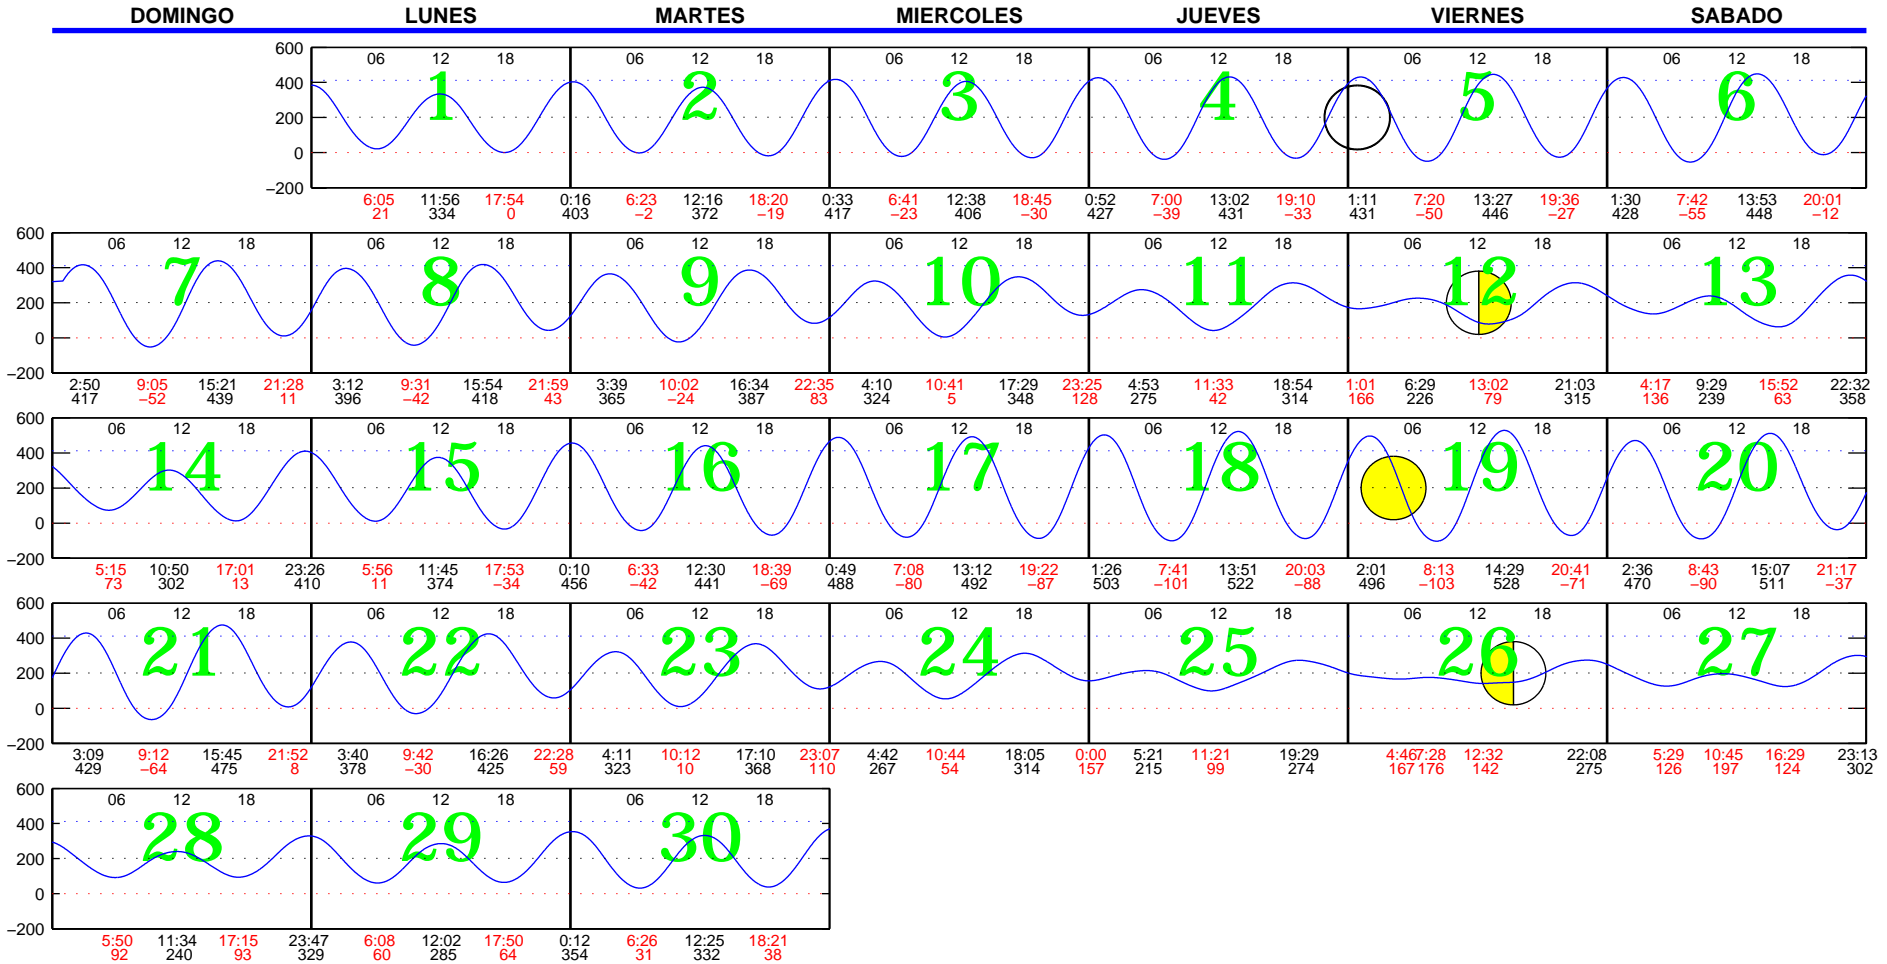 DOMINGO LUNES MARTES MIERCOLES JUEVES VIERNES SABADO
600 400 200 0 −200
06 12 18 06 12 18 06 12 18 06 12 18 06 12 18 06 12 18
1 2 3 4 5 6
6:05 11:56 17:54 0:16 6:23 12:16 18:20 0:33 6:41 12:38 18:45 0:52 7:00 13:02 19:10 1:11 7:20 13:27 19:36 1:30 7:42 13:53 20:01
21 334 0 403 −2 372 −19 417 −23 406 −30 427 −39 431 −33 431 −50 446 −27 428 −55 448 −12
600 400 200 0 −200
06 12 18 06 12 18 06 12 18 06 12 18 06 12 18 06 12 18 06 12 18
7 8 9 10 11 12 13
2:50 9:05 15:21 21:28 3:12 9:31 15:54 21:59 3:39 10:02 16:34 22:35 4:10 10:41 17:29 23:25 4:53 11:33 18:54 1:01 6:29 13:02 21:03 4:17 9:29 15:52 22:32
417 −52 439 11 396 −42 418 43 365 −24 387 83 324 5 348 128 275 42 314 166 226 79 315 136 239 63 358
600 400 200 0 −200
06 12 18 06 12 18 06 12 18 06 12 18 06 12 18 06 12 18 06 12 18
14 15 16 17 18 19 20
5:15 10:50 17:01 23:26 5:56 11:45 17:53 0:10 6:33 12:30 18:39 0:49 7:08 13:12 19:22 1:26 7:41 13:51 20:03 2:01 8:13 14:29 20:41 2:36 8:43 15:07 21:17
73 302 13 410 11 374 −34 456 −42 441 −69 488 −80 492 −87 503 −101 522 −88 496 −103 528 −71 470 −90 511 −37
600 400 200 0 −200
06 12 18 06 12 18 06 12 18 06 12 18 06 12 18 06 12 18 06 12 18
21 22 23 24 25 26 27
3:09 9:12 15:45 21:52 3:40 9:42 16:26 22:28 4:11 10:12 17:10 23:07 4:42 10:44 18:05 0:00 5:21 11:21 19:29 4:46 7:28 12:32 22:08 5:29 10:45 16:29 23:13
429 −64 475 8 378 −30 425 59 323 10 368 110 267 54 314 157 215 99 274 167 176 142 275 126 197 124 302
600 400 200 0 −200
06 12 18 06 12 18 06 12 18
28 29 30
5:50 11:34 17:15 23:47 6:08 12:02 17:50 0:12 6:26 12:25 18:21
92 240 93 329 60 285 64 354 31 332 38